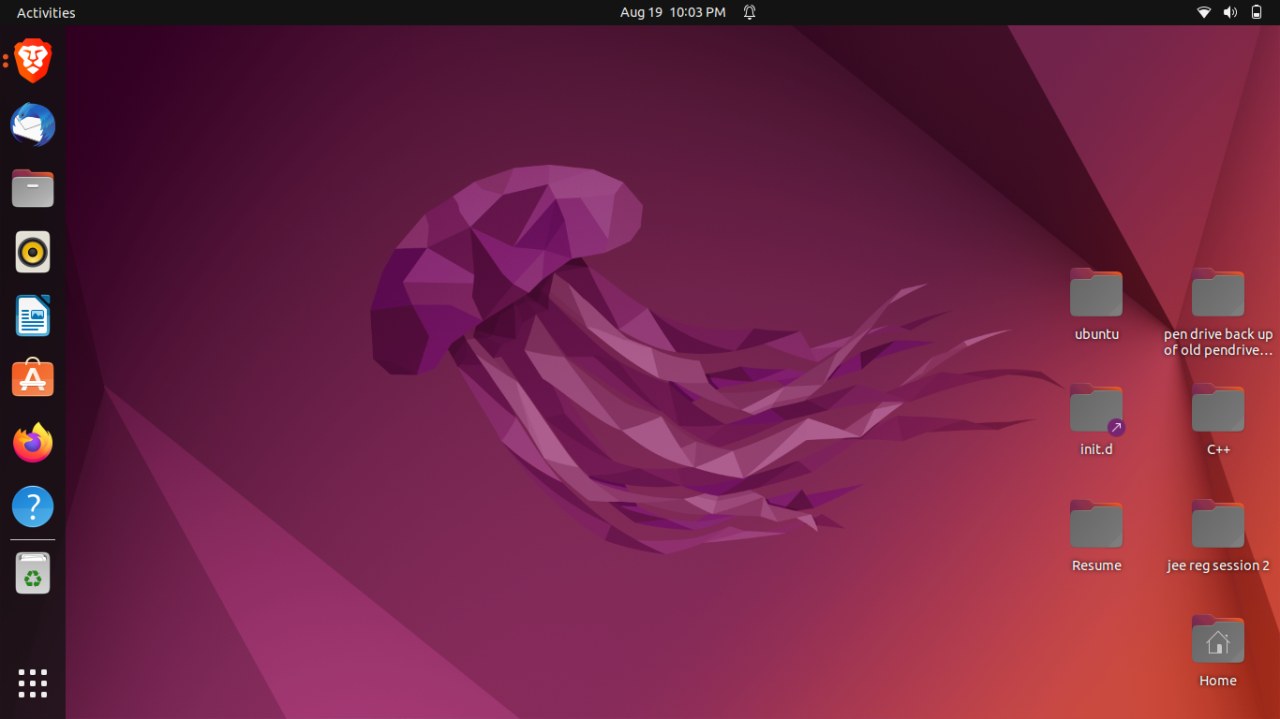 Activities
Aug 19 10:03 PM
ubuntu
pen drive back up
of old pendrive...
init.d
C++
Resume
jee reg session 2
Home